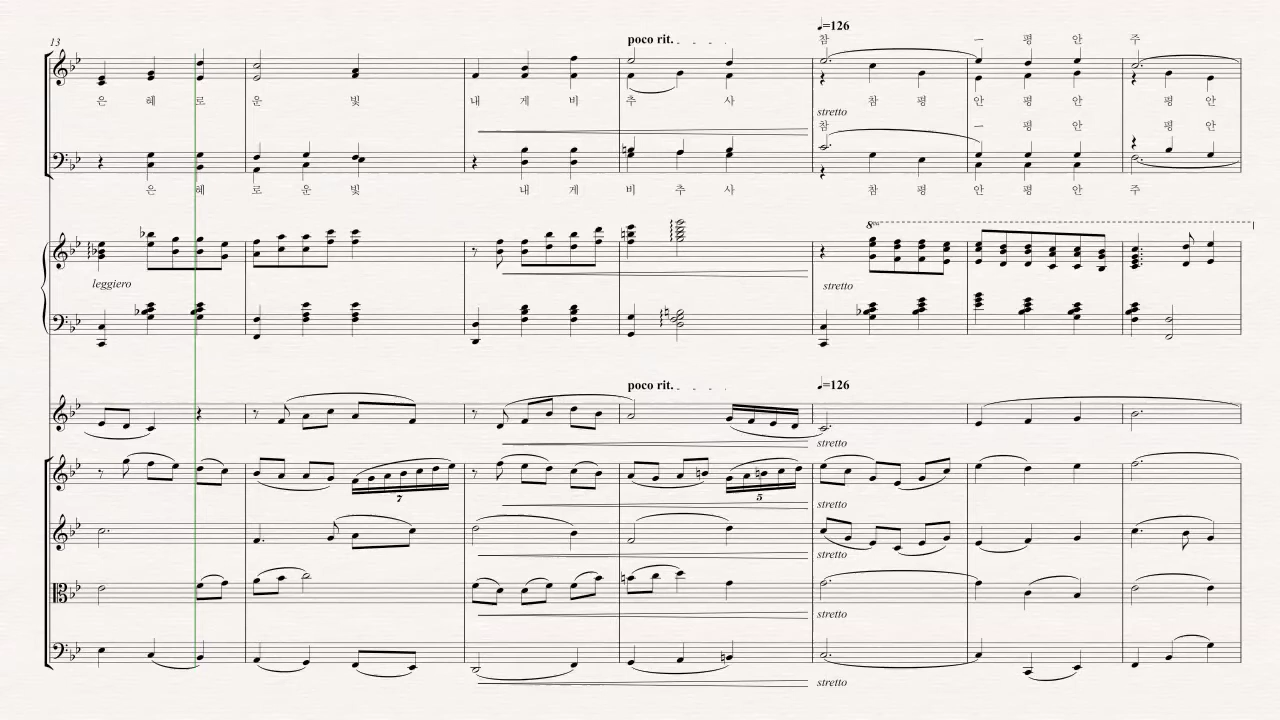 ♩=126
13
poco rit.
참 一 평 안 주
은 혜 로 운 빛 내 게 비 추 사 참 평 안 평 안 평 안
stretto
참 一 평 안 평 안
은 혜 로 운 빛 내 게 비 추 사 참 평 안 평 안 주
8va
leggiero
stretto
poco rit.
♩=126
stretto
7
5
stretto
stretto
stretto
stretto